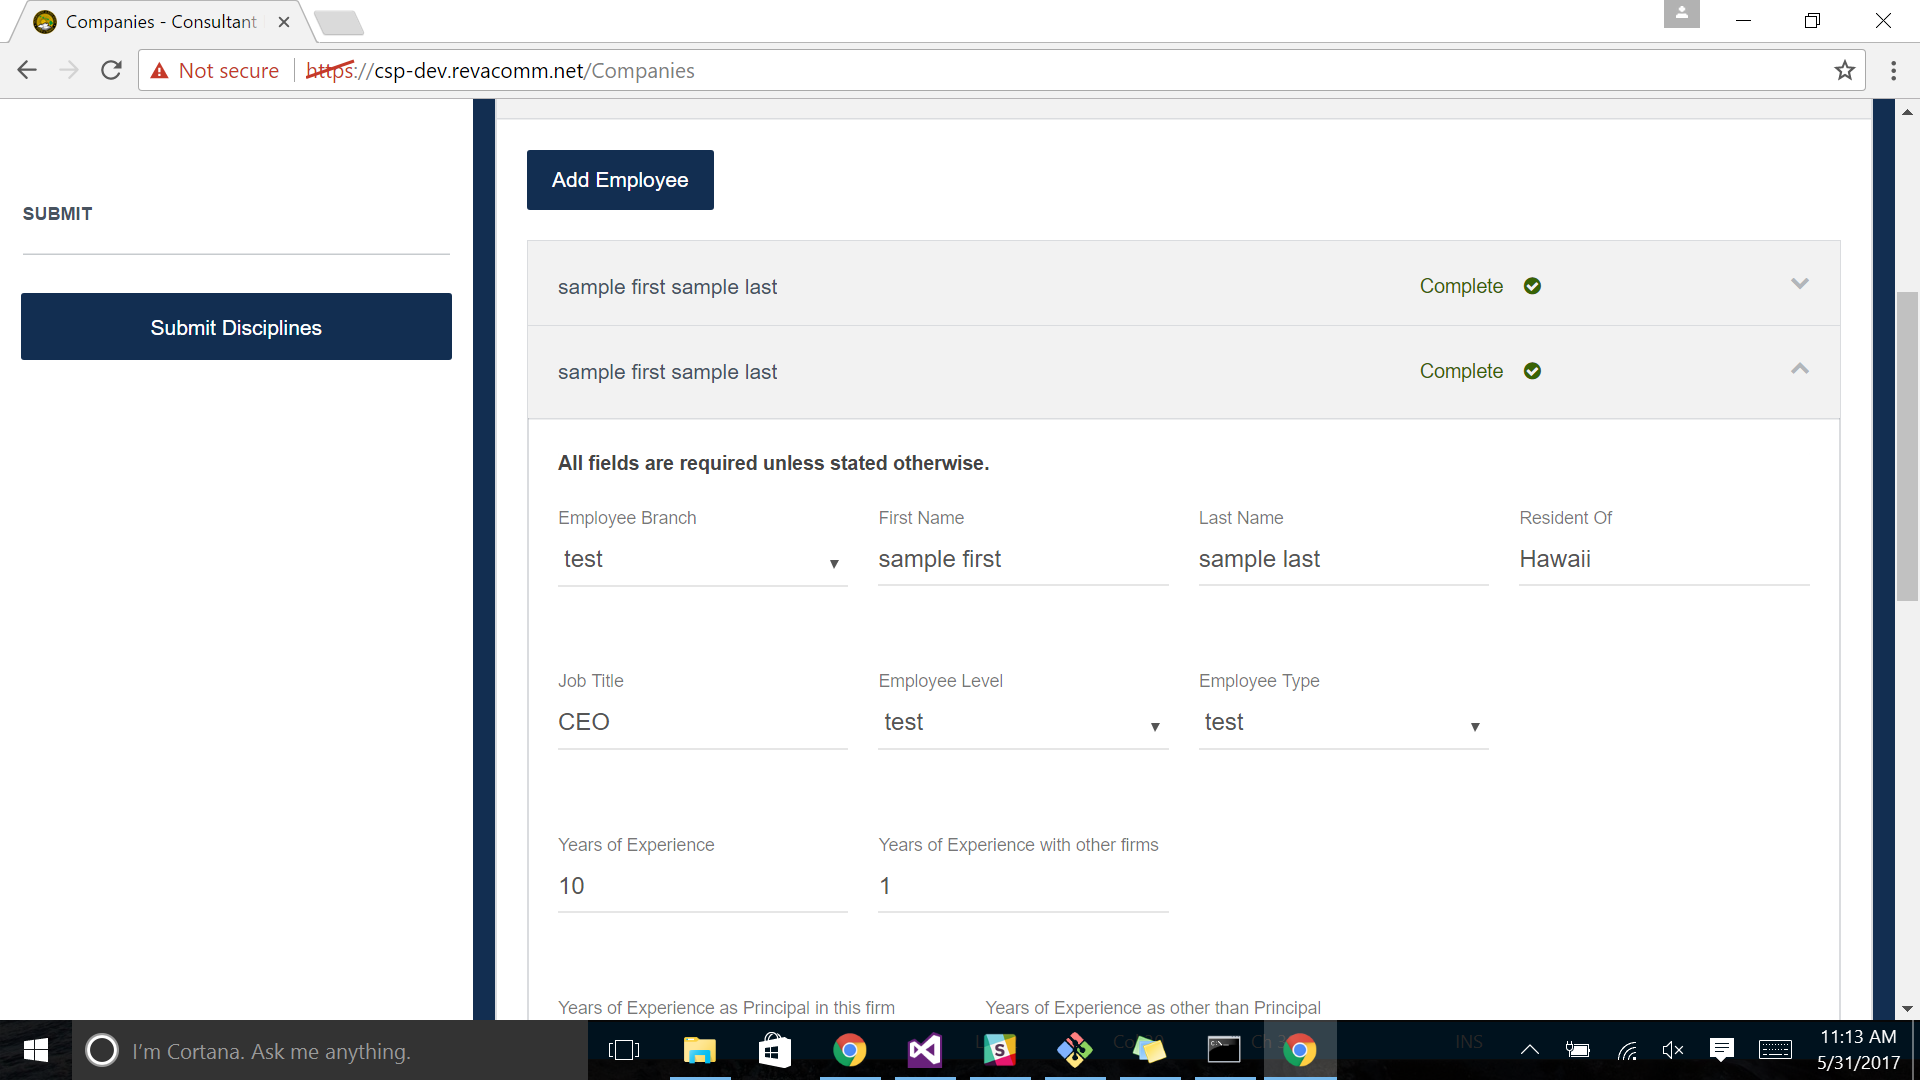 Companies - Consultant
Not secure https://csp-dev.revacomm.net/Companies
SUBMIT
Submit Disciplines
Add Employee
sample first sample last Complete
sample first sample last Complete
All fields are required unless stated otherwise.
Employee Branch First Name Last Name Resident Of
test sample first sample last Hawaii
Job Title Employee Level Employee Type
CEO test test
Years of Experience Years of Experience with other firms
10 1
Years of Experience as Principal in this firm Years of Experience as other than Principal
I'm Cortana. Ask me anything.
INS
11:13 AM
5/31/2017